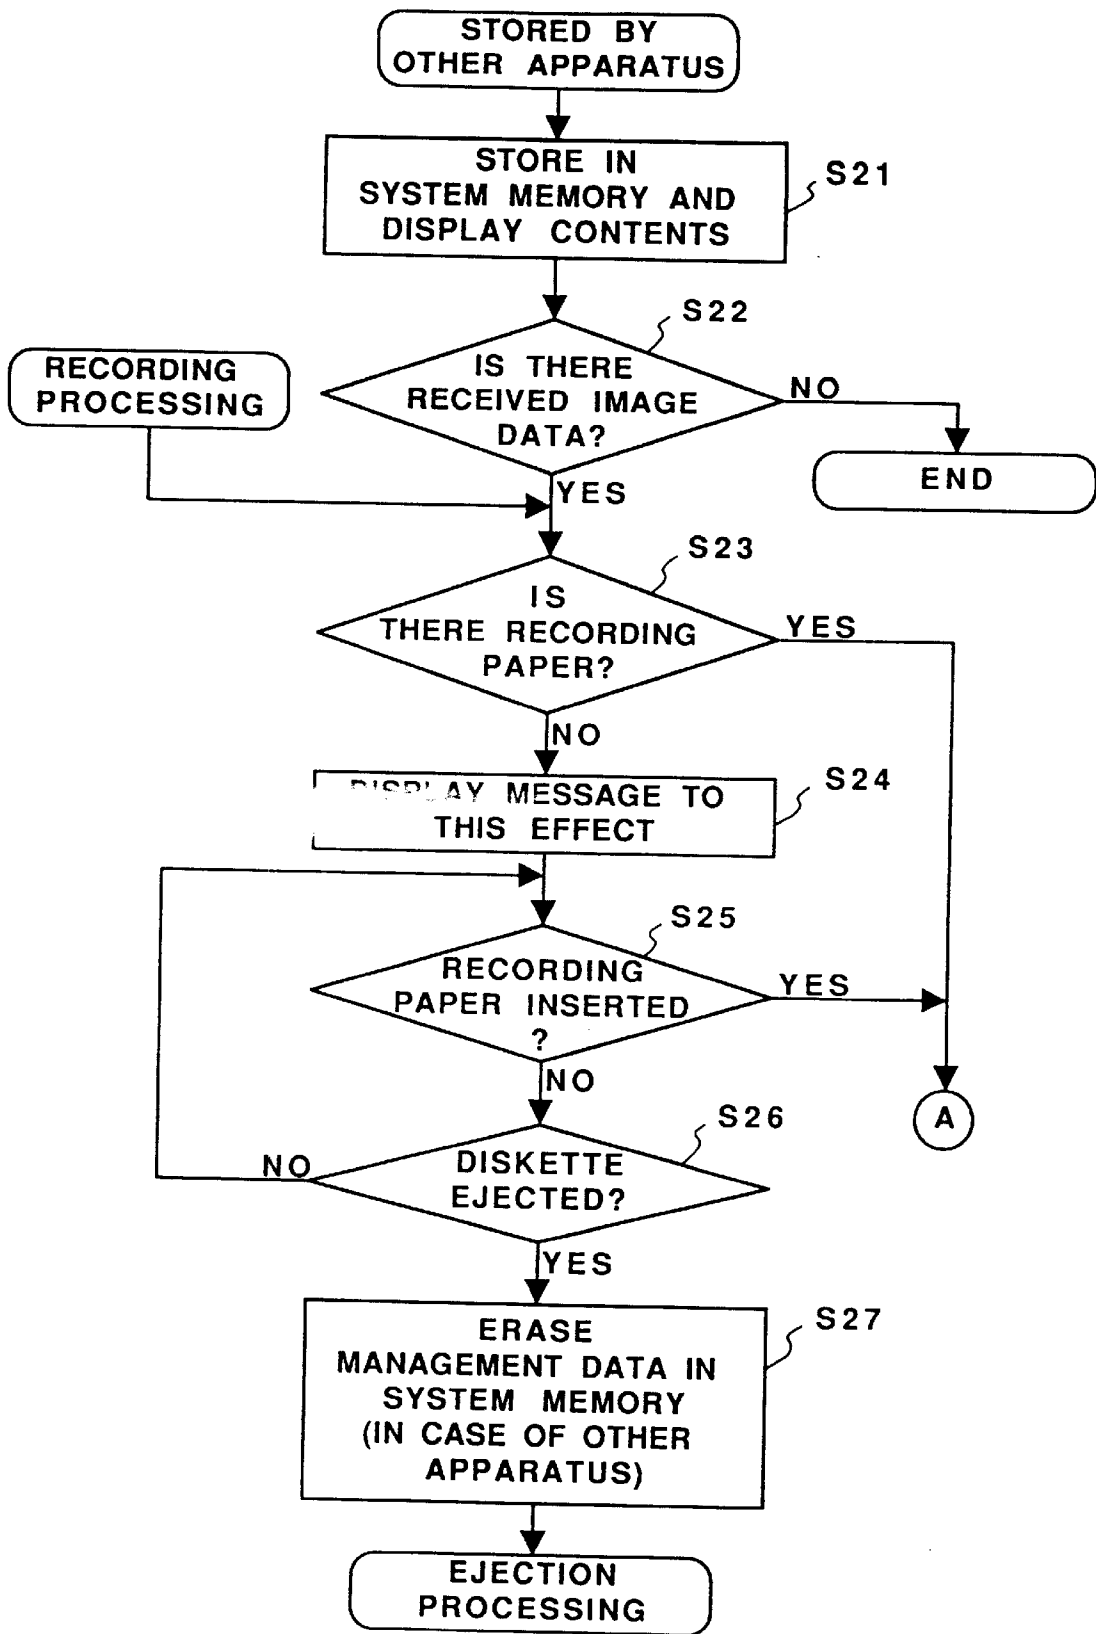 STORED BY
OTHER APPARATUS
STORE IN
SYSTEM MEMORY AND
DISPLAY CONTENTS
S21
S22
IS THERE
RECEIVED IMAGE
DATA?
NO
END
RECORDING
PROCESSING
YES
S23
IS
THERE RECORDING
PAPER?
YES
NO
S24
DISPLAY MESSAGE TO
THIS EFFECT
S25
RECORDING
PAPER INSERTED
?
YES
A
NO
S26
DISKETTE
EJECTED?
NO
YES
S27
ERASE
MANAGEMENT DATA IN
SYSTEM MEMORY
(IN CASE OF OTHER
APPARATUS)
EJECTION
PROCESSING